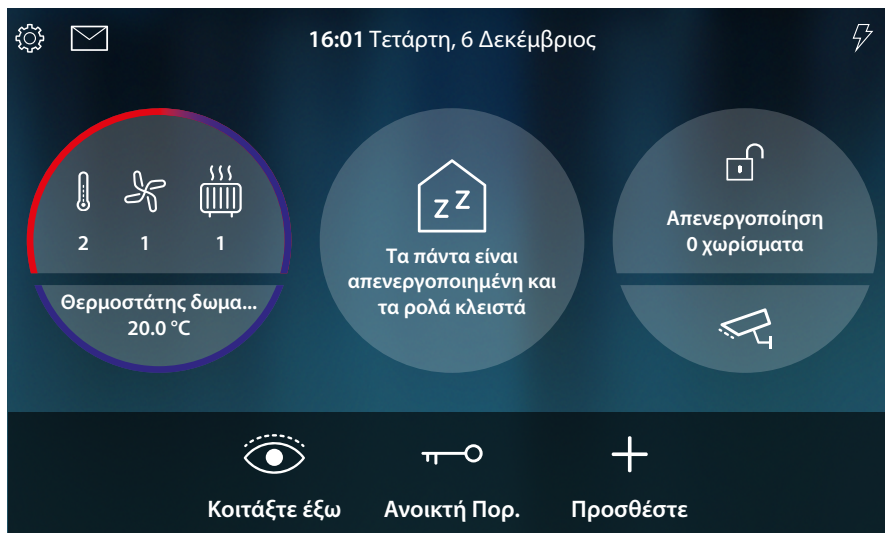 16:01 Τετάρτη, 6 Δεκέμβριος
2 1 1
Θερμοστάτης δωμα...
20.0 °C
z Z
Τα πάντα είναι
απενεργοποιημένη και
τα ρολά κλειστά
Απενεργοποίηση
0 χωρίσματα
Κοιτάξτε έξω
Ανοικτή Πορ.
Προσθέστε